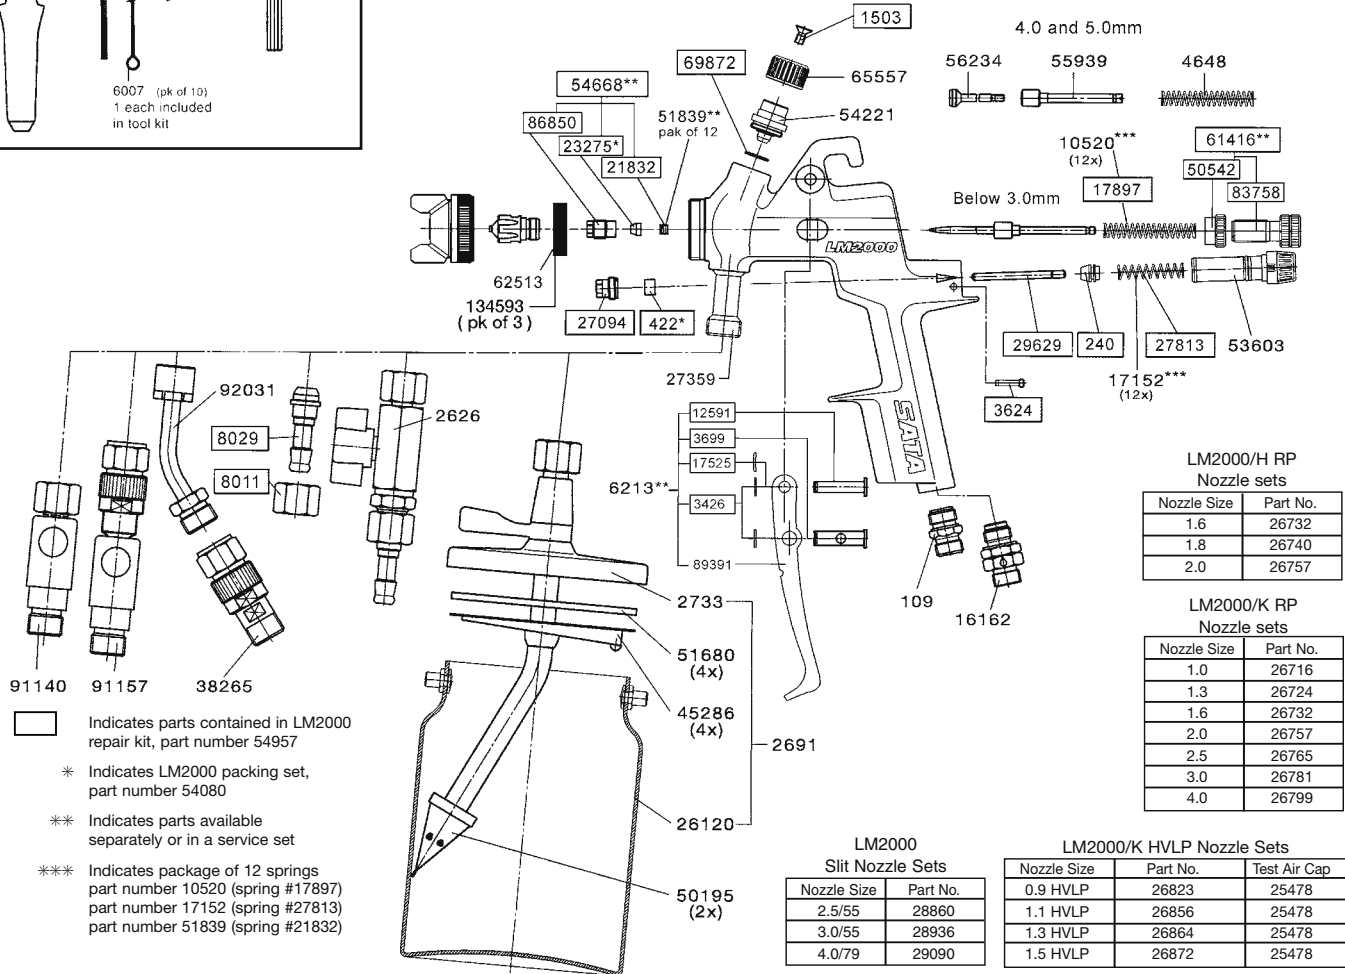 6007 (pk of 10)
1 each included
in tool kit
1503
69872
65557
54668**
86850
23275*
21832
51839**
pak of 12
54221
4.0 and 5.0mm
56234
55939
4648
10520***
(12x)
17897
61416**
50542
83758
Below 3.0mm
LM2000
62513
134593
(pk of 3)
27094
422*
29629
240
27813
53603
17152***
(12x)
3624
27359
92031
8029
8011
2626
12591
3699
17525
6213**
3426
89391
SATA
109
16162
2733
51680
(4x)
45286
(4x)
2691
26120
50195
(2x)
91140
91157
38265
Indicates parts contained in LM2000
repair kit, part number 54957
* Indicates LM2000 packing set,
part number 54080
** Indicates parts available
separately or in a service set
*** Indicates package of 12 springs
part number 10520 (spring #17897)
part number 17152 (spring #27813)
part number 51839 (spring #21832)
LM2000/H RP
Nozzle sets
Nozzle Size Part No.
1.6 26732
1.8 26740
2.0 26757
LM2000/K RP
Nozzle sets
Nozzle Size Part No.
1.0 26716
1.3 26724
1.6 26732
2.0 26757
2.5 26765
3.0 26781
4.0 26799
LM2000
Slit Nozzle Sets
Nozzle Size Part No.
2.5/55 28860
3.0/55 28936
4.0/79 29090
LM2000/K HVLP Nozzle Sets
Nozzle Size Part No. Test Air Cap
0.9 HVLP 26823 25478
1.1 HVLP 26856 25478
1.3 HVLP 26864 25478
1.5 HVLP 26872 25478